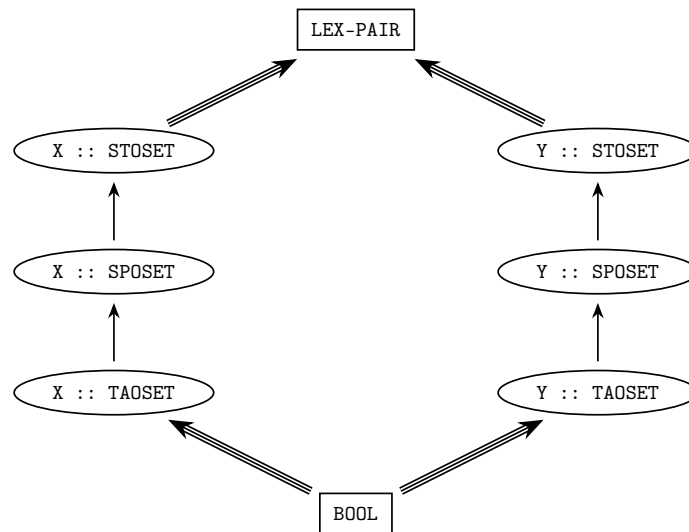 LEX-PAIR
X :: STOSET
Y :: STOSET
X :: SPOSET
Y :: SPOSET
X :: TAOSET
Y :: TAOSET
BOOL